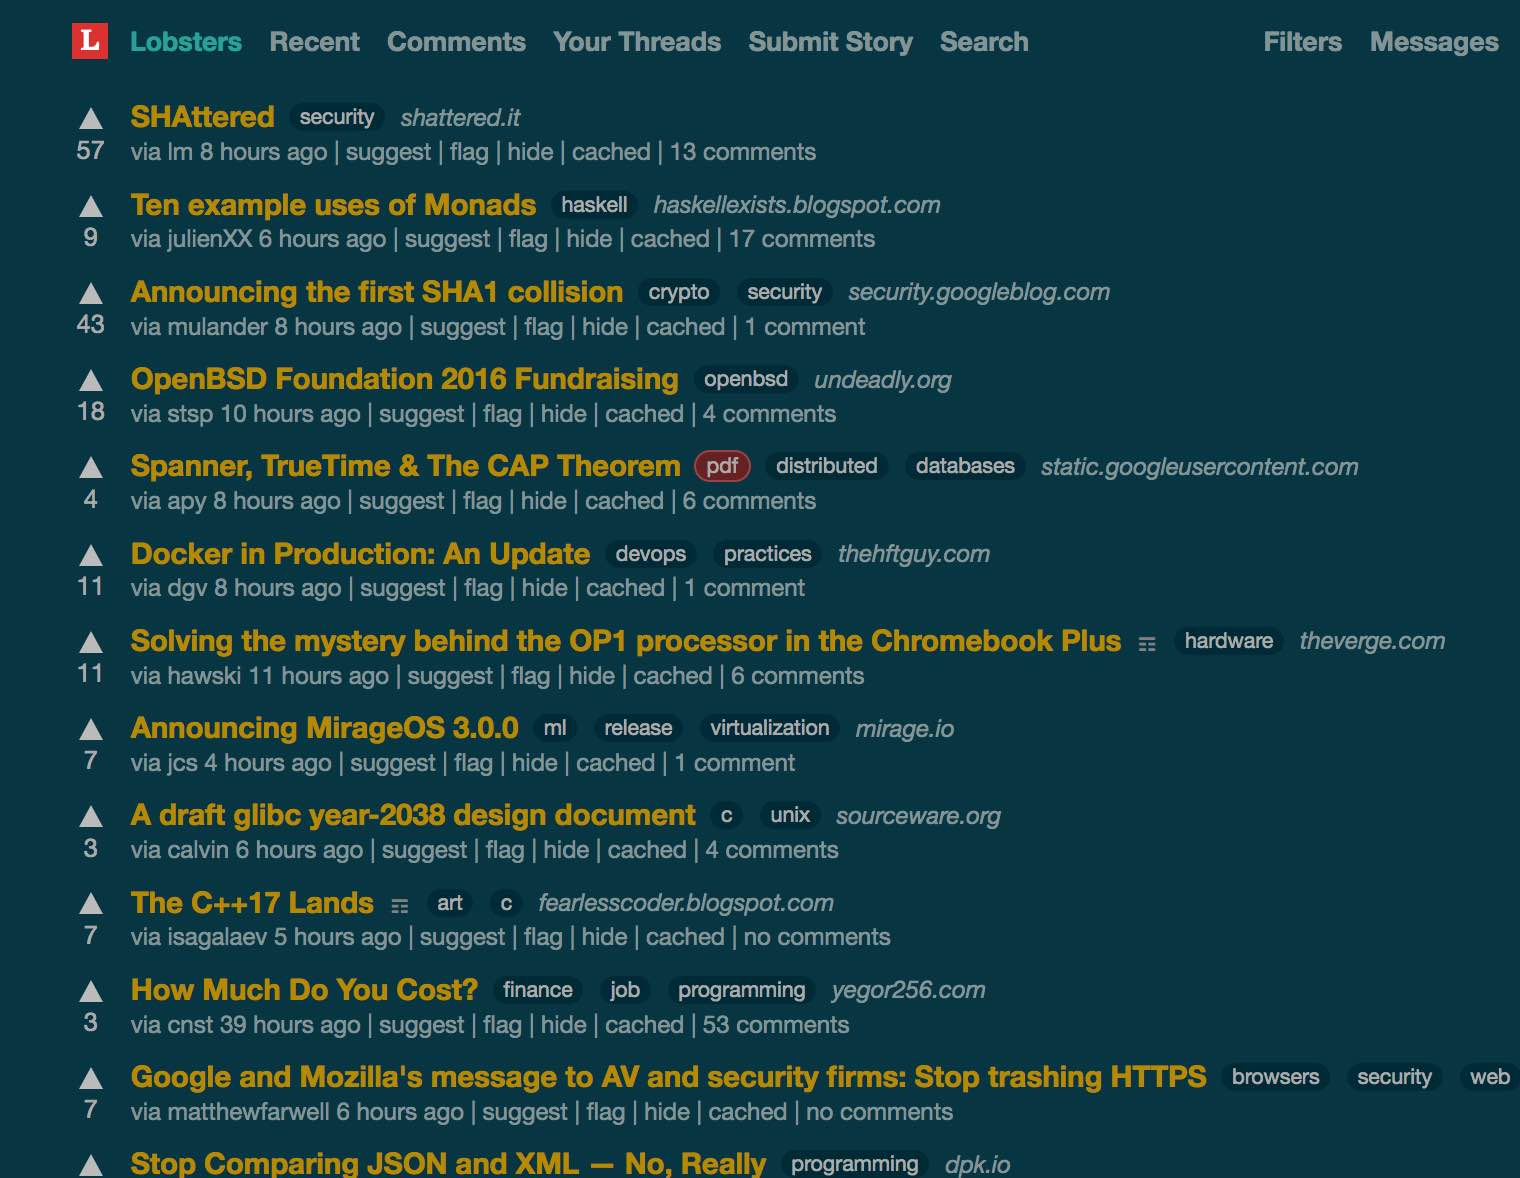 L Lobsters Recent Comments Your Threads Submit Story Search Filters Messages
▲ SHAttered security shattered.it
57 via lm 8 hours ago | suggest | flag | hide | cached | 13 comments
▲ Ten example uses of Monads haskell haskellexists.blogspot.com
9 via julienXX 6 hours ago | suggest | flag | hide | cached | 17 comments
▲ Announcing the first SHA1 collision crypto security security.googleblog.com
43 via mulander 8 hours ago | suggest | flag | hide | cached | 1 comment
▲ OpenBSD Foundation 2016 Fundraising openbsd undeadly.org
18 via stsp 10 hours ago | suggest | flag | hide | cached | 4 comments
▲ Spanner, TrueTime & The CAP Theorem pdf distributed databases static.googleusercontent.com
4 via apy 8 hours ago | suggest | flag | hide | cached | 6 comments
▲ Docker in Production: An Update devops practices thehftguy.com
11 via dgv 8 hours ago | suggest | flag | hide | cached | 1 comment
▲ Solving the mystery behind the OP1 processor in the Chromebook Plus ☶ hardware theverge.com
11 via hawski 11 hours ago | suggest | flag | hide | cached | 6 comments
▲ Announcing MirageOS 3.0.0 ml release virtualization mirage.io
7 via jcs 4 hours ago | suggest | flag | hide | cached | 1 comment
▲ A draft glibc year-2038 design document c unix sourceware.org
3 via calvin 6 hours ago | suggest | flag | hide | cached | 4 comments
▲ The C++17 Lands ☶ art c fearlesscoder.blogspot.com
7 via isagalaev 5 hours ago | suggest | flag | hide | cached | no comments
▲ How Much Do You Cost? finance job programming yegor256.com
3 via cnst 39 hours ago | suggest | flag | hide | cached | 53 comments
▲ Google and Mozilla's message to AV and security firms: Stop trashing HTTPS browsers security web
7 via matthewfarwell 6 hours ago | suggest | flag | hide | cached | no comments
▲ Stop Comparing JSON and XML — No, Really programming dpk.io